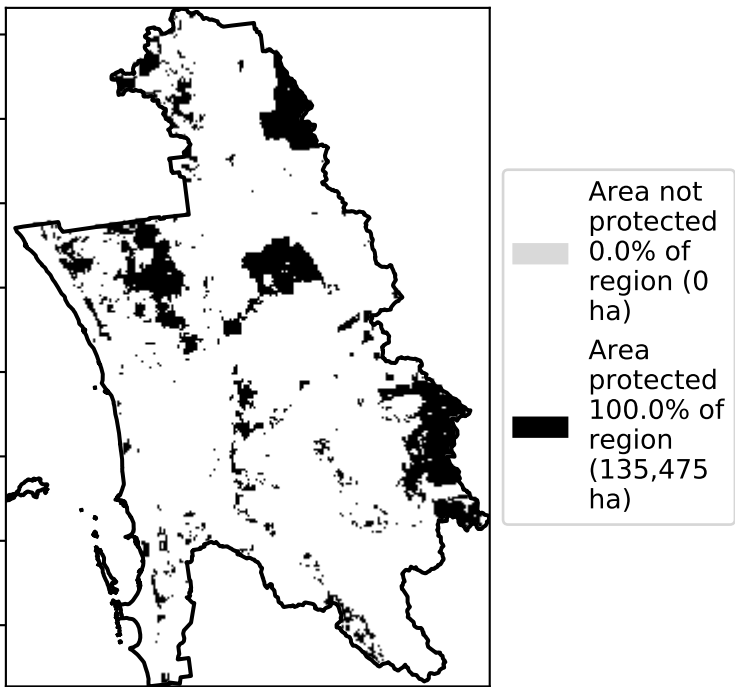 Area not
protected
0.0% of
region (0
ha)
Area
protected
100.0% of
region
(135,475
ha)